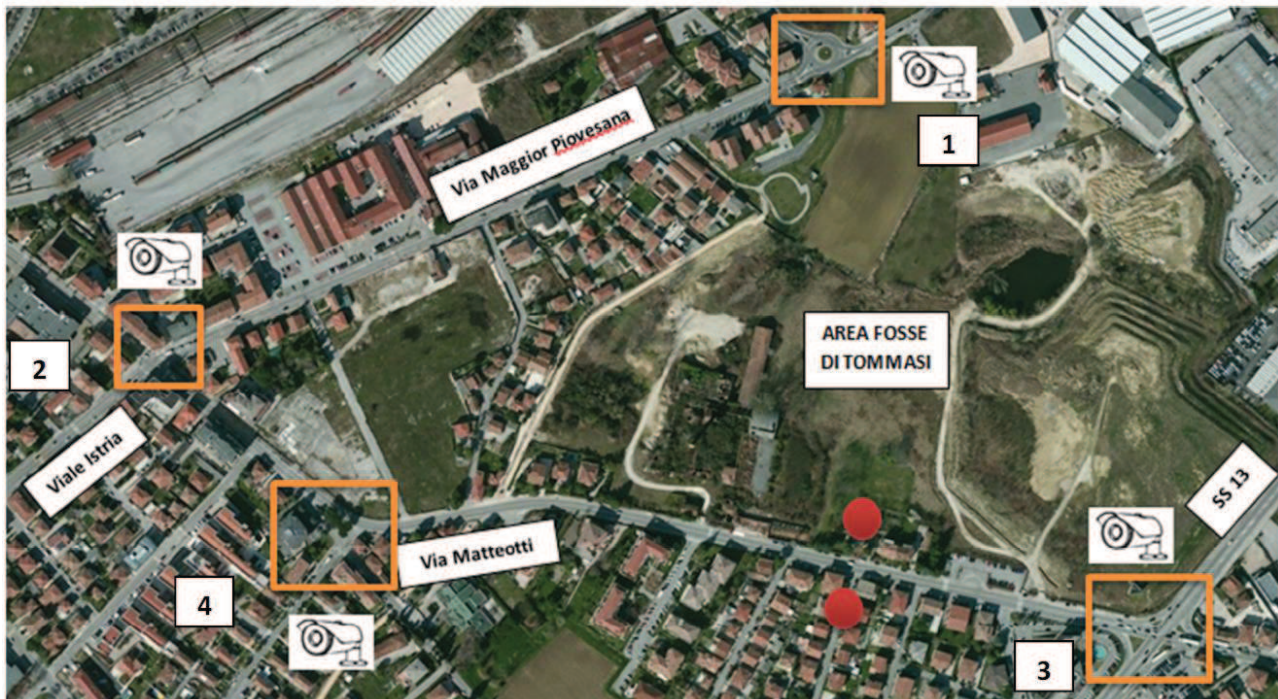 1
Via Maggior Piovesana
2
AREA FOSSE
DI TOMMASI
Viale Istria
SS 13
Via Matteotti
4
3